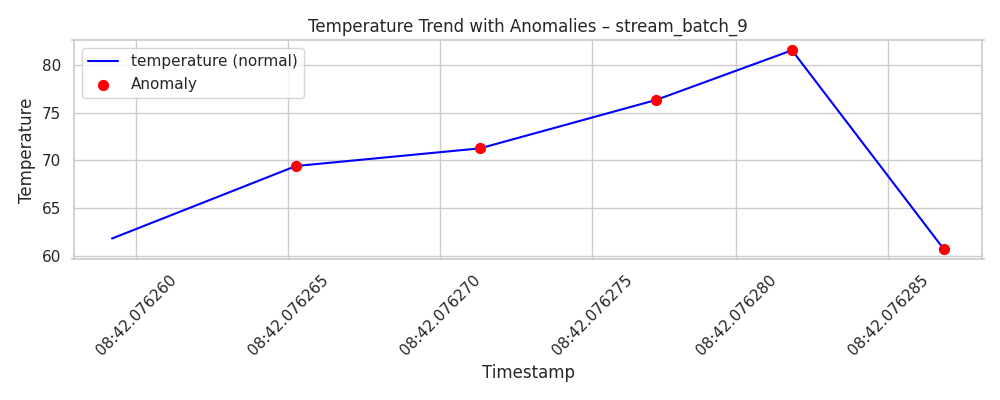 Temperature Trend with Anomalies – stream_batch_9
temperature (normal)
Anomaly
Temperature
80
75
70
65
60
08:42.076260
08:42.076265
08:42.076270
08:42.076275
08:42.076280
08:42.076285
Timestamp